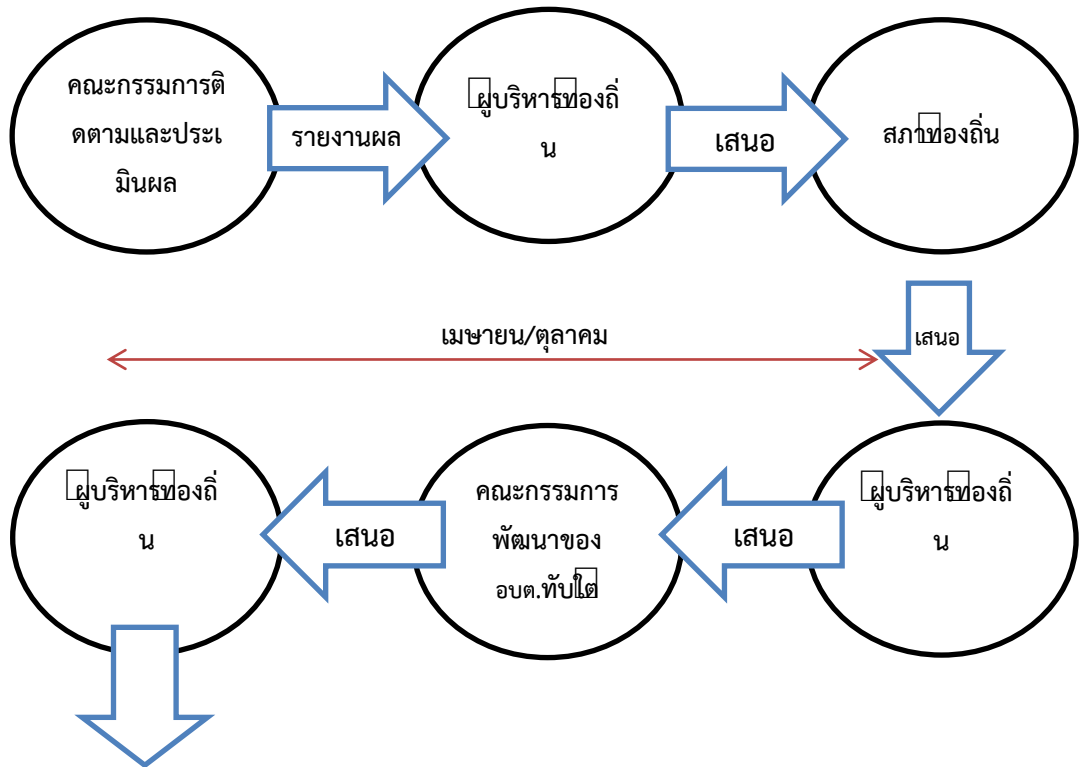 คณะกรรมการติ
ดตามและประเ
มินผล
รายงานผล
ผูบริหารทองถิ่
น
เสนอ
สภาทองถิ่น
เสนอ
เมษายน/ตุลาคม
ผูบริหารทองถิ่
น
เสนอ
คณะกรรมการ
พัฒนาของ
อบต.ทับใต
เสนอ
ผูบริหารทองถิ่
น